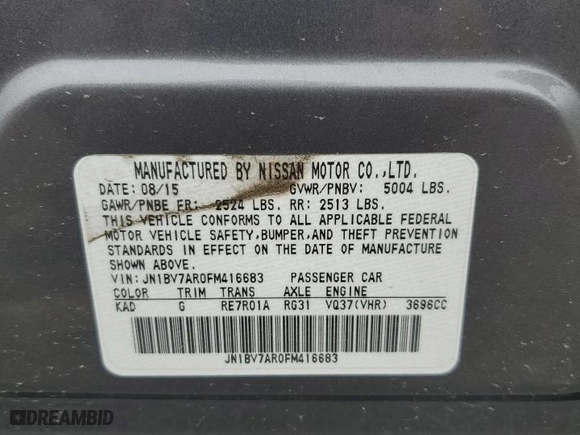 MANUFACTURED BY NISSAN MOTOR CO.,LTD.
DATE: 08/15 GVWR/PNBV: 5004 LBS.
GAWR/PNBE FR: 2524 LBS. RR: 2513 LBS.
THIS VEHICLE CONFORMS TO ALL APPLICABLE FEDERAL
MOTOR VEHICLE SAFETY,BUMPER,AND THEFT PREVENTION
STANDARDS IN EFFECT ON THE DATE OF MANUFACTURE
SHOWN ABOVE.
VIN: JN1BV7AR0FM416683 PASSENGER CAR
COLOR TRIM TRANS AXLE ENGINE
KAD G RE7R01A RG31 VQ37(VHR) 3696CC
JN1BV7AR0FM416683
DREAMBID